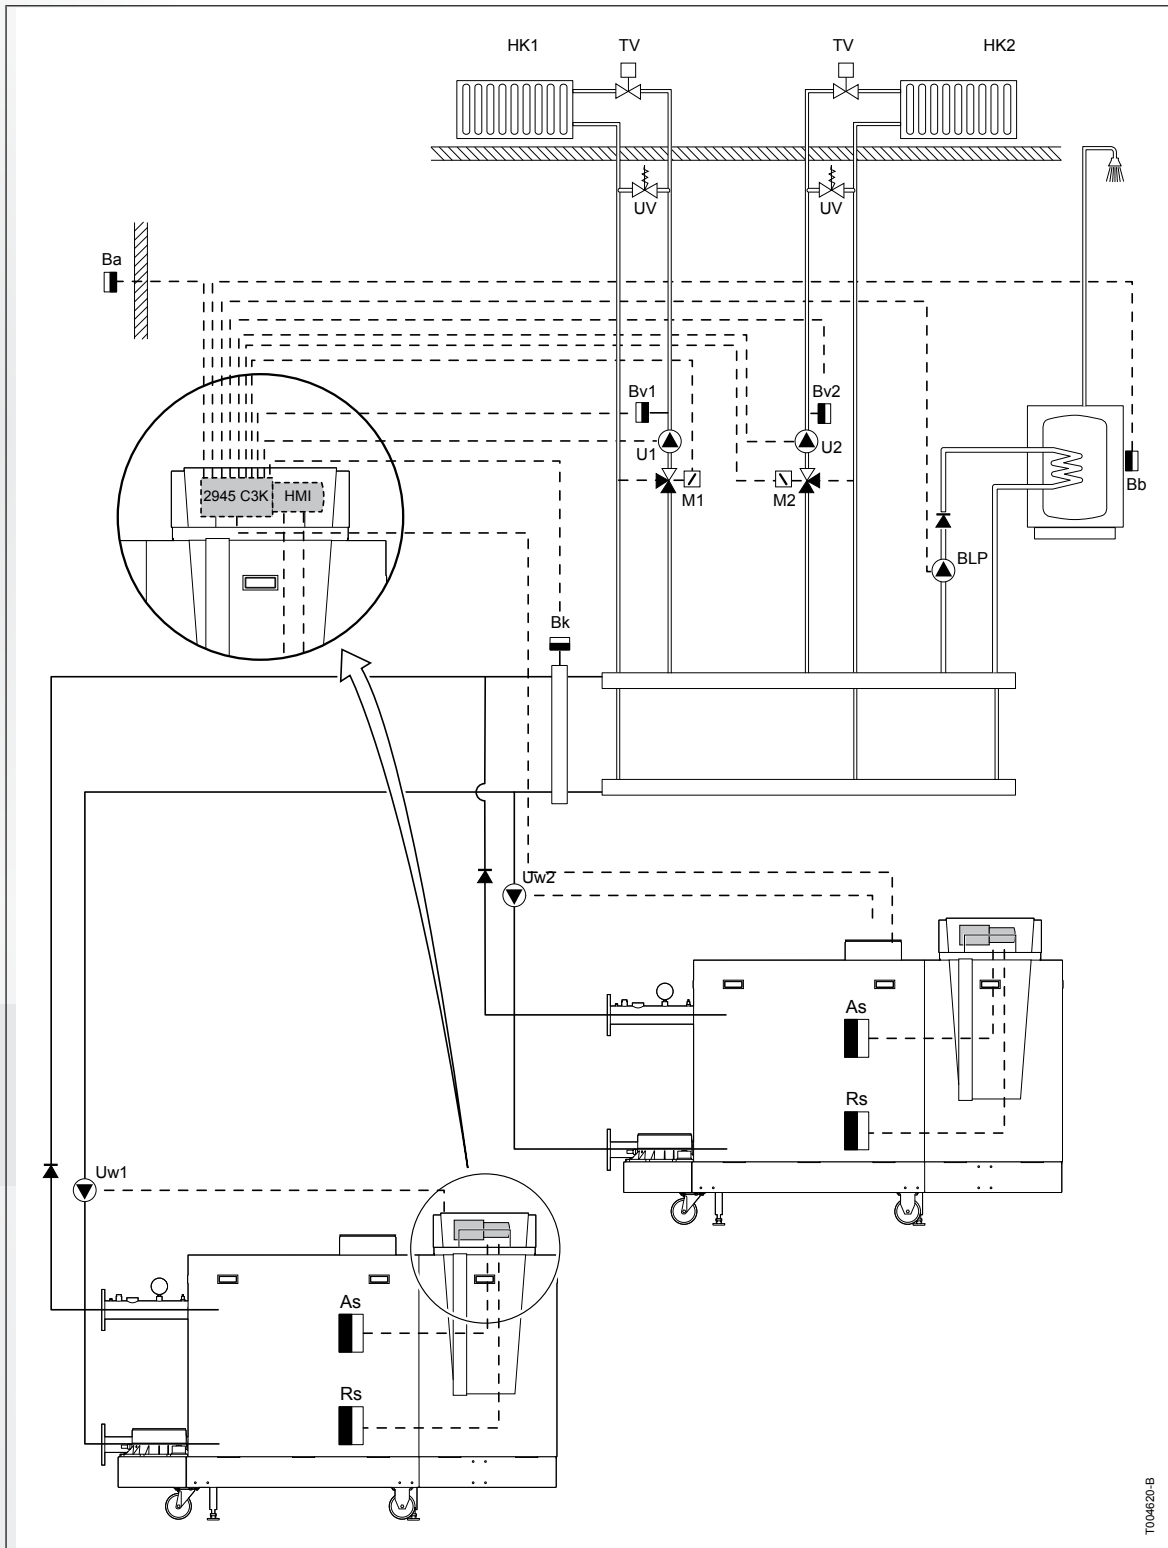 HK1
TV
TV
HK2
UV
UV
Ba
Bv1
Bv2
U1
U2
2945 C3K
HMI
M1
M2
Bb
BLP
Bk
Uw2
As
Rs
Uw1
As
Rs
T004620-B